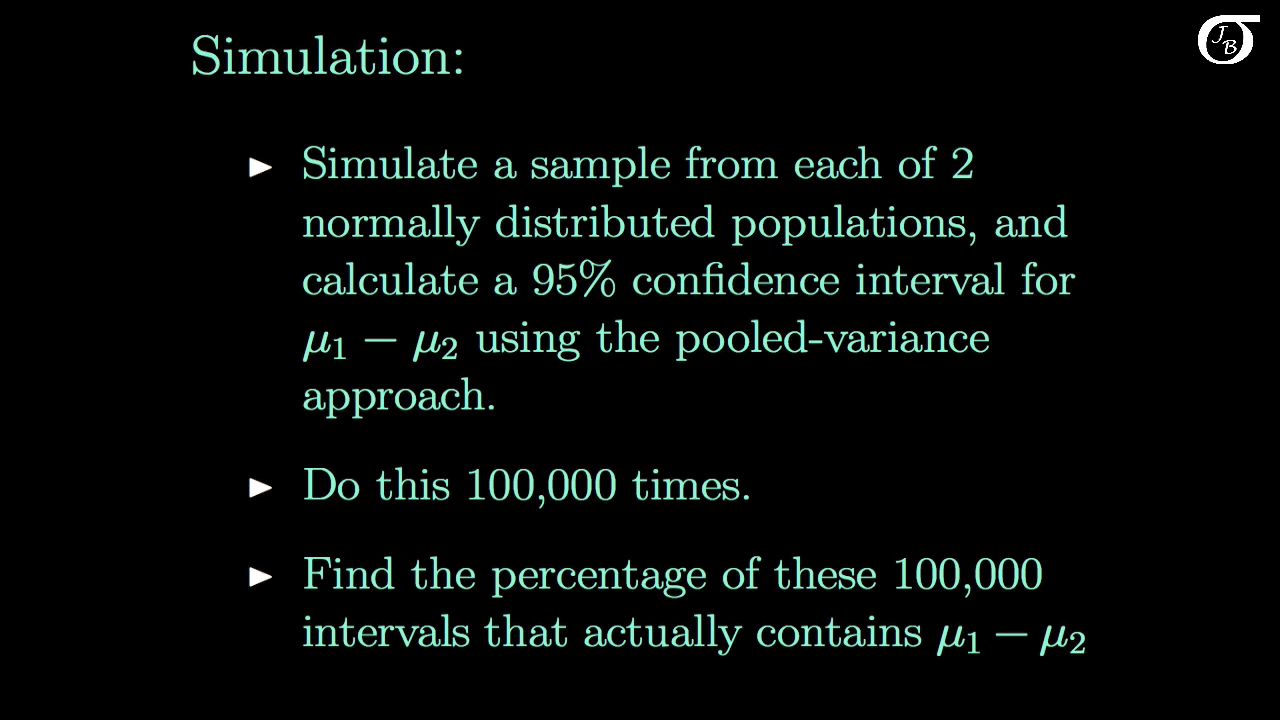 Simulation:
JB
► Simulate a sample from each of 2
normally distributed populations, and
calculate a 95% confidence interval for
μ₁ − μ₂ using the pooled-variance
approach.
► Do this 100,000 times.
► Find the percentage of these 100,000
intervals that actually contains μ₁ − μ₂